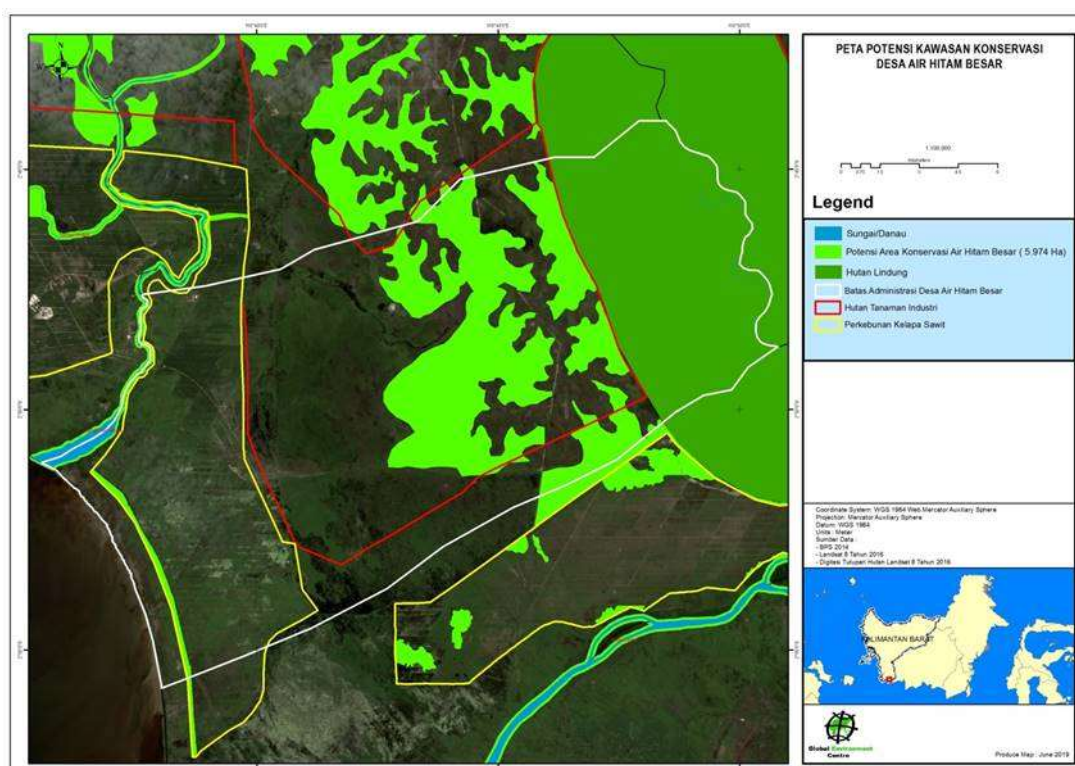 PETA POTENSI KAWASAN KONSERVASI
DESA AIR HITAM BESAR
1:100.000
Legend
Sungai/Danau
Potensi Area Konservasi Air Hitam Besar ( 5.974 Ha)
Hutan Lindung
Batas Administrasi Desa Air Hitam Besar
Hutan Tanaman Industri
Perkebunan Kelapa Sawit
Coordinate System: WGS 1984 Web Mercator Auxiliary Sphere
Projection: Mercator Auxiliary Sphere
Datum: WGS 1984
Units : Meter
Sumber Data :
- BPS 2014
- Landsat 8 Tahun 2016
- Digitasi Tutupan Hutan Landsat 8 Tahun 2016
KALIMANTAN BARAT
Global Environment
Centre
Produce Map : June 2019